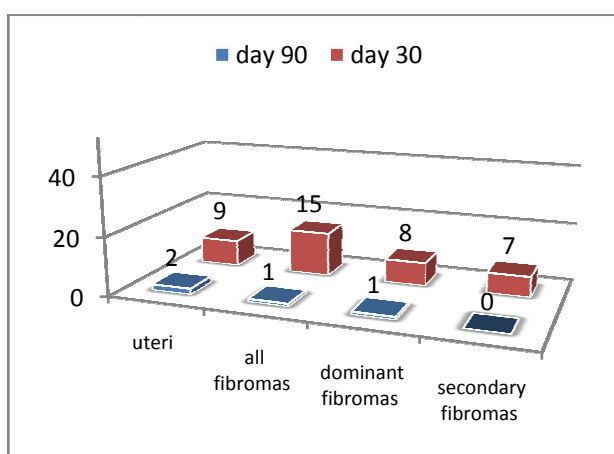 day 90 day 30
40
20
0
9 15 8 7
2 1 1 0
uteri
all
fibromas
dominant
fibromas
secondary
fibromas